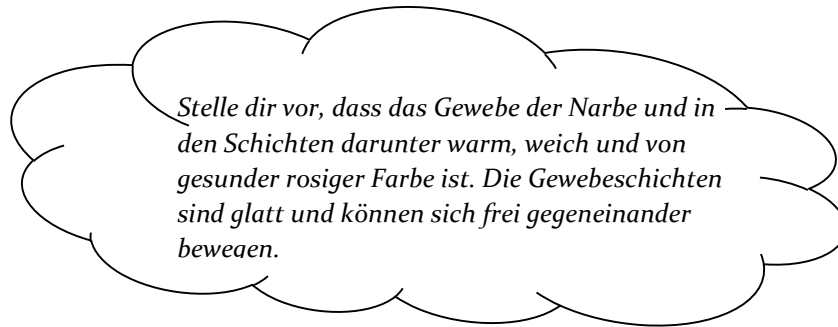 Stelle dir vor, dass das Gewebe der Narbe und in
den Schichten darunter warm, weich und von
gesunder rosiger Farbe ist. Die Gewebeschichten
sind glatt und können sich frei gegeneinander
bewegen.